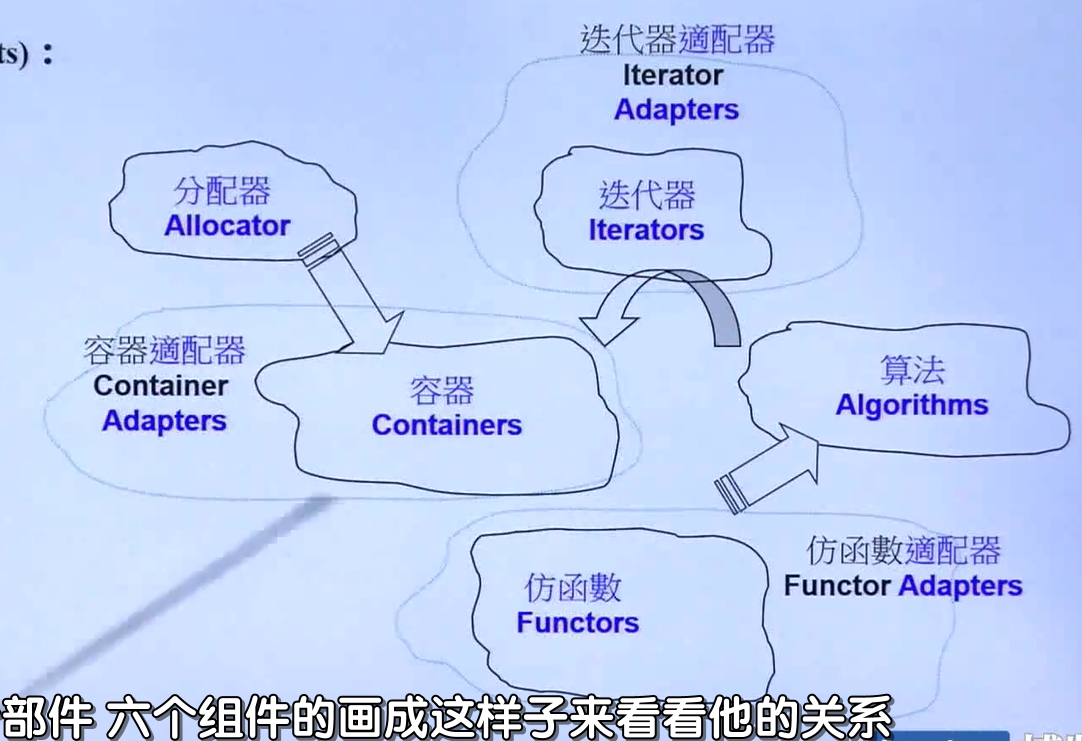 ts)：
迭代器適配器
Iterator
Adapters
分配器
Allocator
迭代器
Iterators
容器適配器
Container
Adapters
容器
Containers
算法
Algorithms
仿函數
Functors
仿函數適配器
Functor Adapters
部件 六个组件的画成这样子来看看他的关系